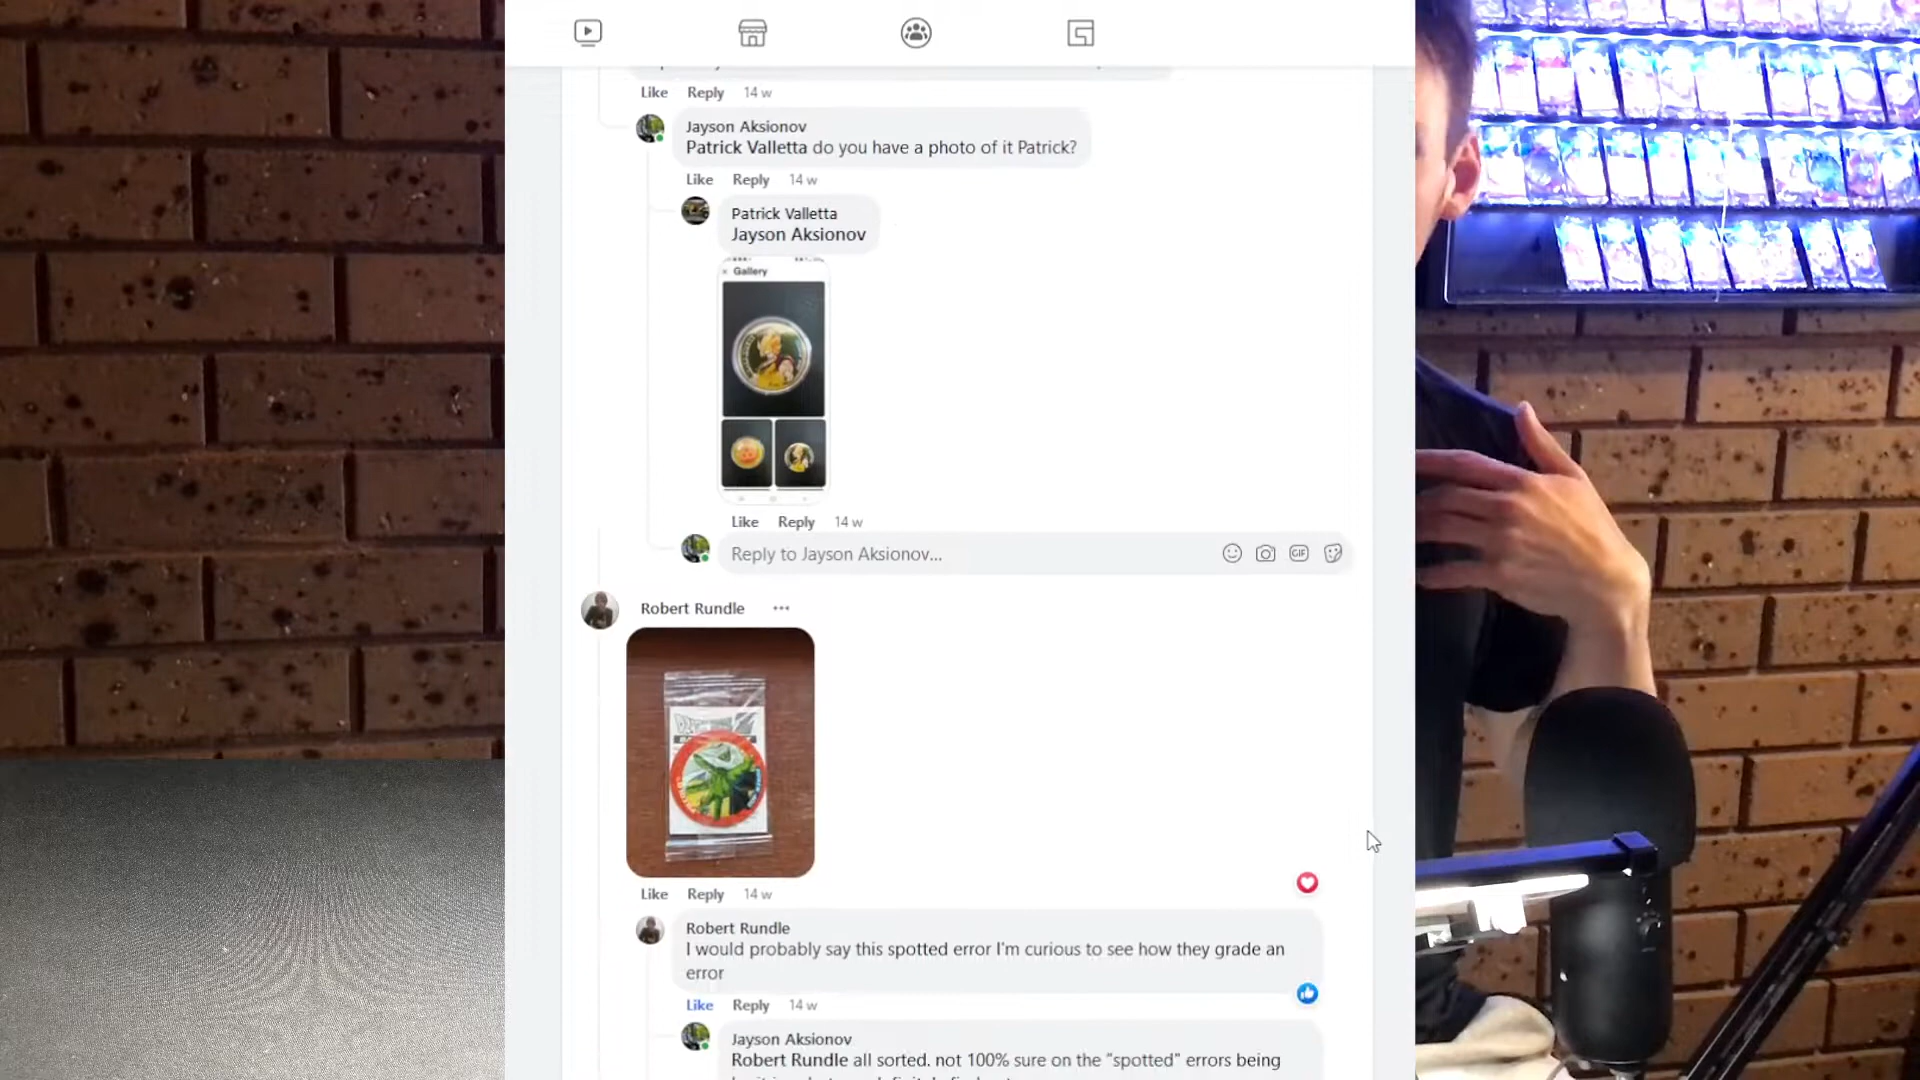 Like Reply 14 w
Jayson Aksionov
Patrick Valletta do you have a photo of it Patrick?
Like Reply 14 w
Patrick Valletta
Jayson Aksionov
× Gallery
Like Reply 14 w
Reply to Jayson Aksionov...
GIF
Robert Rundle ...
Like Reply 14 w
Robert Rundle
I would probably say this spotted error I'm curious to see how they grade an
error
Like Reply 14 w
Jayson Aksionov
Robert Rundle all sorted. not 100% sure on the "spotted" errors being